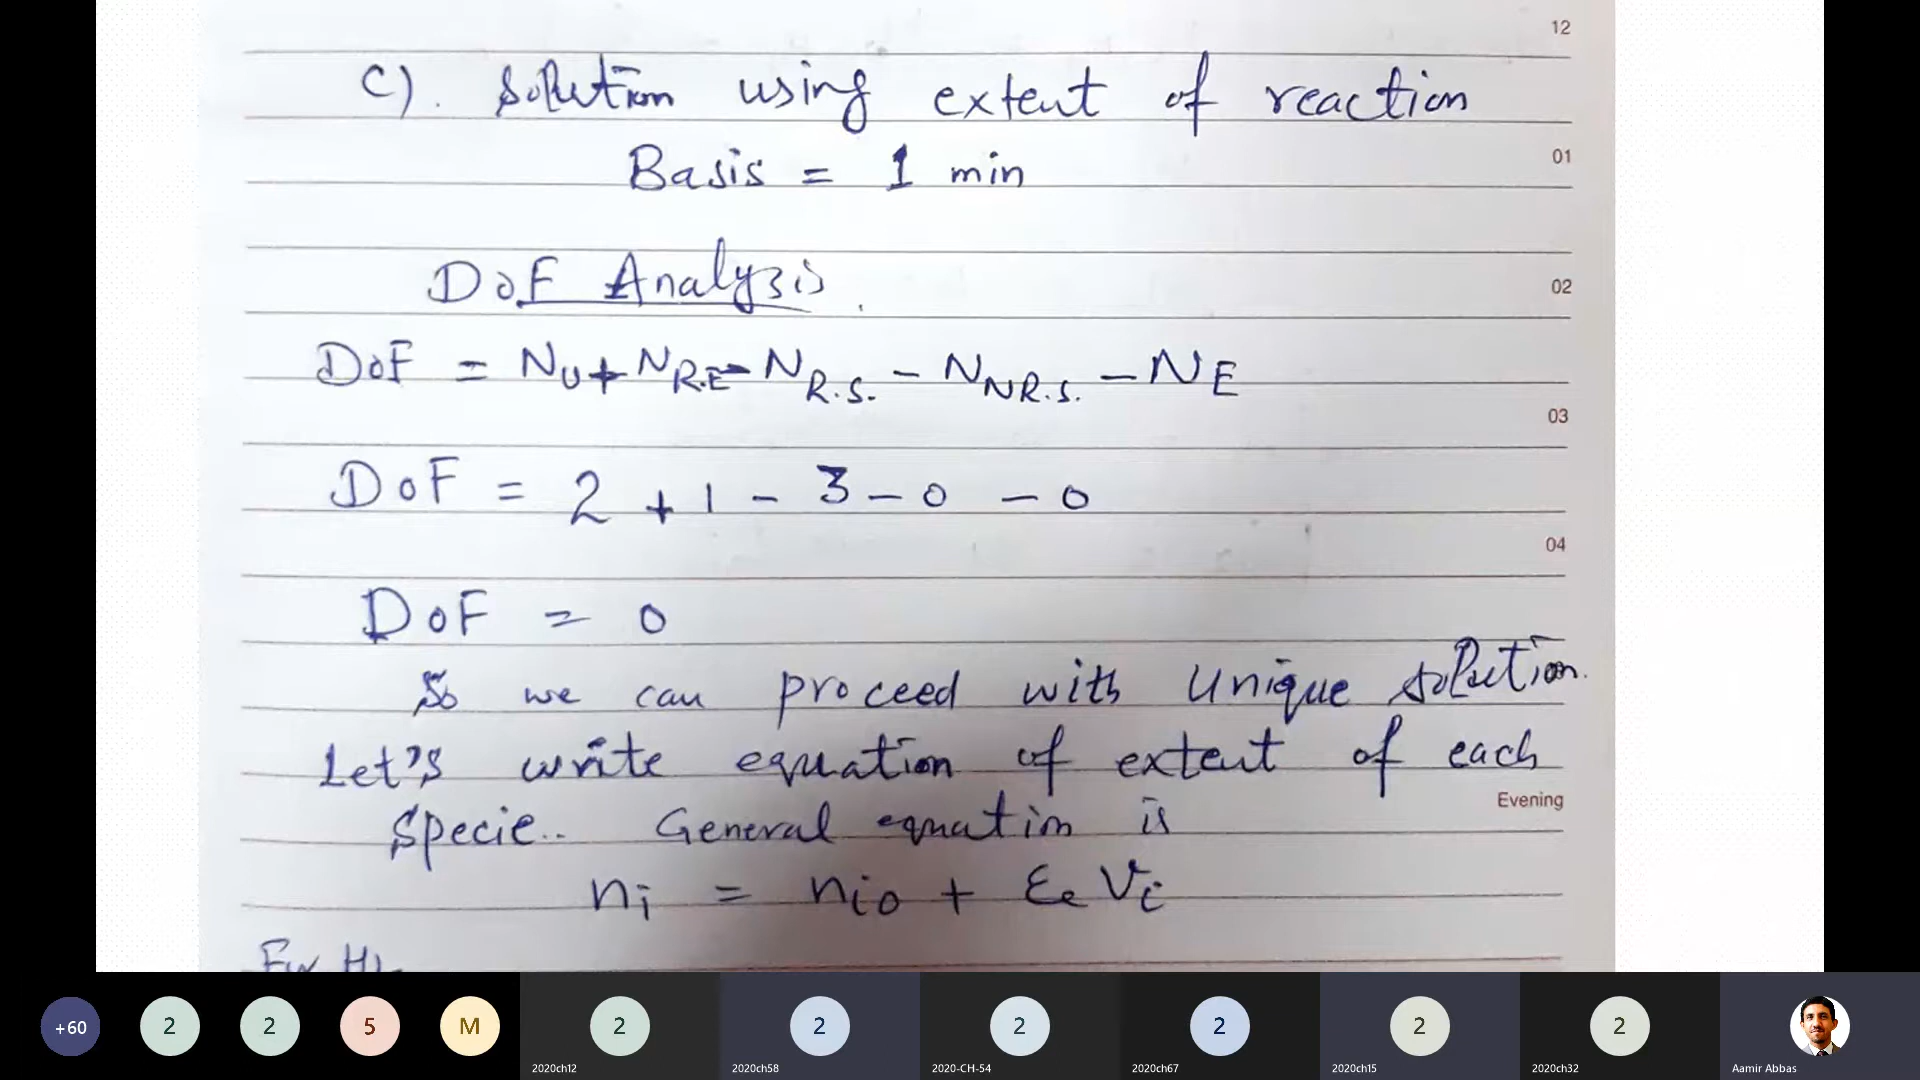 12
C). Solution using extent of reaction
Basis = 1 min
01
DoF Analysis.
02
DoF = NU + NR.E - NR.S. - NNR.S. - NE
03
DoF = 2 + 1 - 3 - 0 - 0
04
DoF = 0
So we can proceed with Unique solution.
Let's write equation of extent of each
Evening
Specie.. General equation is
ni = nio + Ee Vi
For H2
+60
2
2
5
M
2
2
2
2
2
2
2020ch12
2020ch58
2020-CH-54
2020ch67
2020ch15
2020ch32
Aamir Abbas